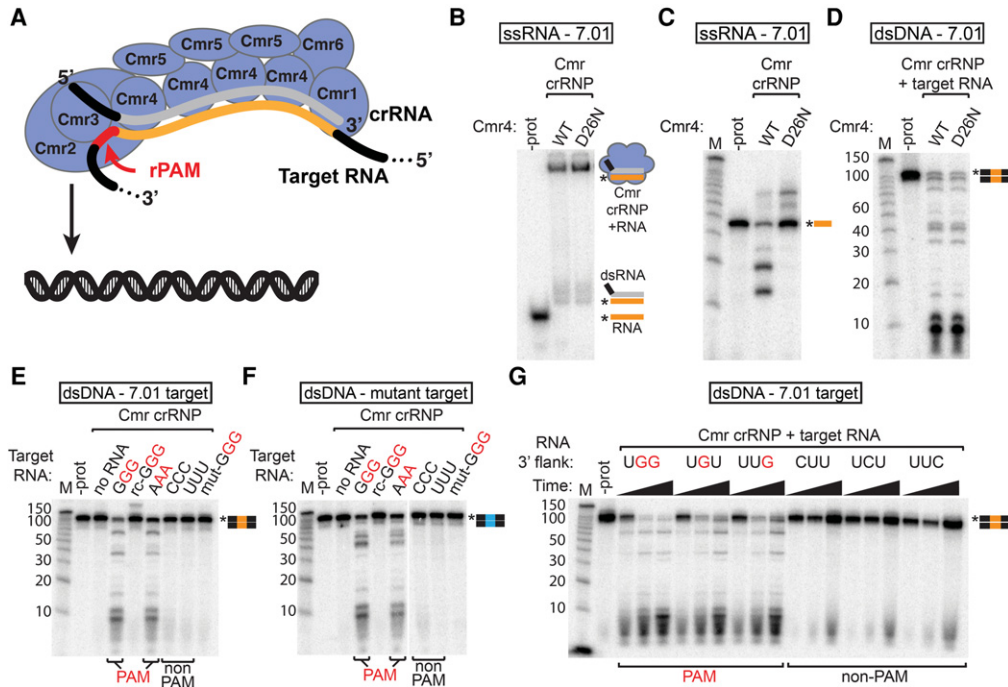 A
Cmr5 Cmr5 Cmr5 Cmr6
5'
Cmr4 Cmr4 Cmr4 Cmr4 Cmr1
Cmr3
3' crRNA
Cmr2
rPAM
Target RNA
5'
3'
B
ssRNA - 7.01
Cmr
crRNP
Cmr4:
-prot
WT
D26N
Cmr
crRNP
+RNA
dsRNA
*
*
RNA
C
ssRNA - 7.01
Cmr
crRNP
Cmr4:
M
-prot
WT
D26N
*
D
dsDNA - 7.01
Cmr crRNP
+ target RNA
Cmr4:
M
-prot
WT
D26N
150
100
80
60
40
30
20
10
*
E
dsDNA - 7.01 target
Cmr crRNP
Target
RNA:
M
-prot
no RNA
GGG
rc-GGG
AAA
CCC
UUU
mut-GGG
150
100
50
30
20
10
*
PAM
non
PAM
F
dsDNA - mutant target
Cmr crRNP
Target
RNA:
M
-prot
no RNA
GGG
rc-GGG
AAA
CCC
UUU
mut-GGG
150
100
50
30
20
10
*
PAM
non
PAM
G
dsDNA - 7.01 target
Cmr crRNP + target RNA
RNA
3' flank: UGG UGU UUG CUU UCU UUC
Time:
M
-prot
150
100
50
30
20
10
*
PAM
non-PAM